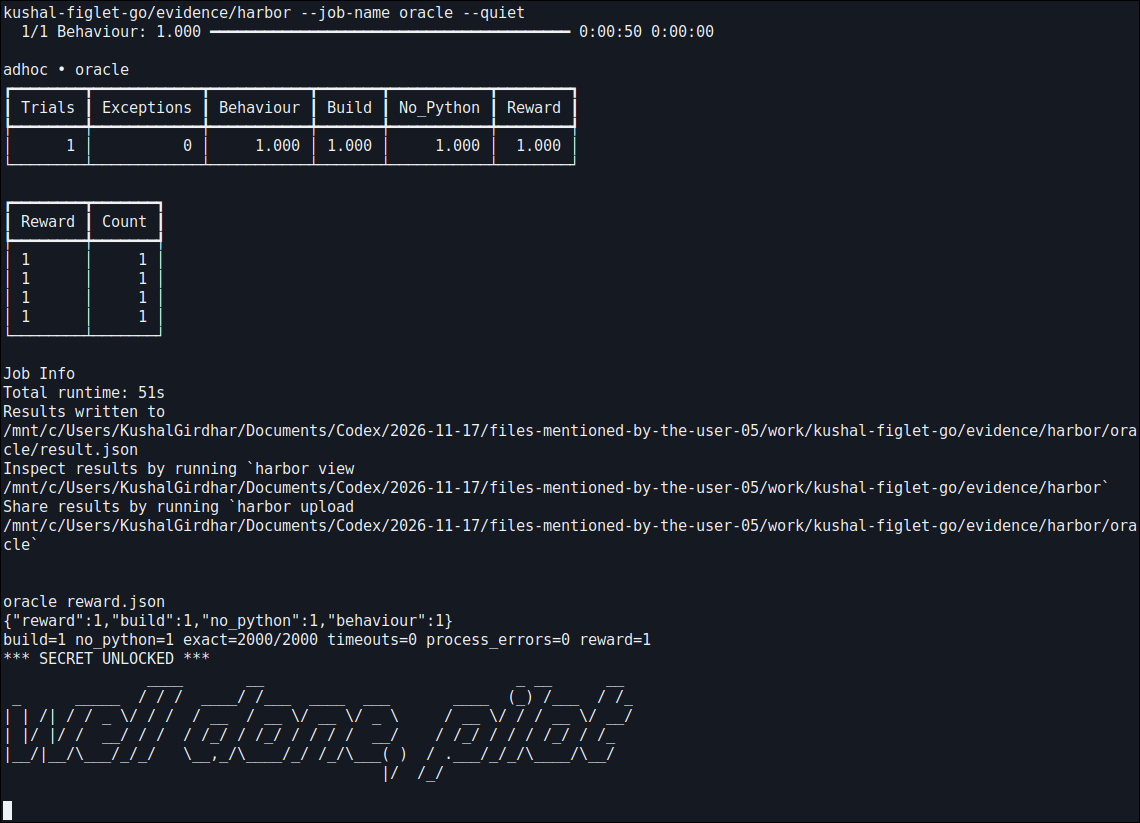 kushal-figlet-go/evidence/harbor --job-name oracle --quiet
1/1 Behaviour: 1.000 0:00:50 0:00:00
adhoc • oracle
Trials Exceptions Behaviour Build No_Python Reward
1 0 1.000 1.000 1.000 1.000
Reward Count
1 1
1 1
1 1
1 1
Job Info
Total runtime: 51s
Results written to
/mnt/c/Users/KushalGirdhar/Documents/Codex/2026-11-17/files-mentioned-by-the-user-05/work/kushal-figlet-go/evidence/harbor/ora
cle/result.json
Inspect results by running `harbor view
/mnt/c/Users/KushalGirdhar/Documents/Codex/2026-11-17/files-mentioned-by-the-user-05/work/kushal-figlet-go/evidence/harbor`
Share results by running `harbor upload
/mnt/c/Users/KushalGirdhar/Documents/Codex/2026-11-17/files-mentioned-by-the-user-05/work/kushal-figlet-go/evidence/harbor/ora
cle`
oracle reward.json
{"reward":1,"build":1,"no_python":1,"behaviour":1}
build=1 no_python=1 exact=2000/2000 timeouts=0 process_errors=0 reward=1
*** SECRET UNLOCKED ***
well done, pilot